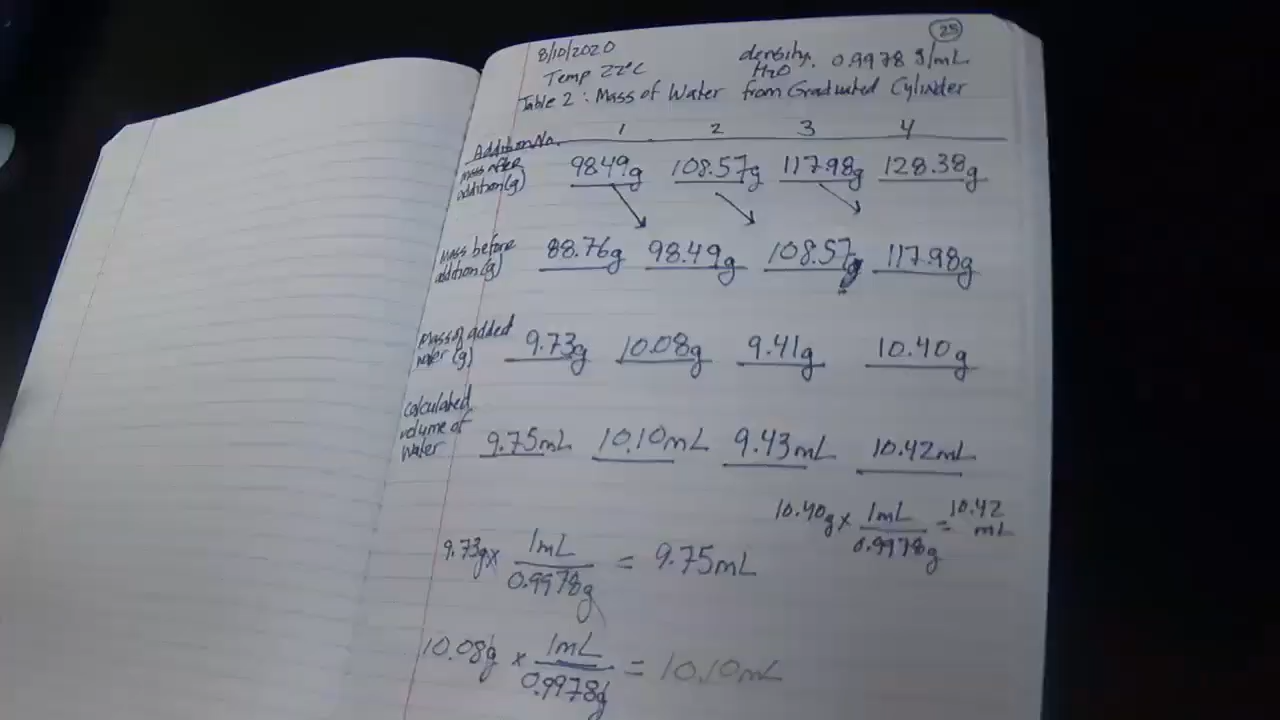 25
8/10/2020
density H2O 0.9978 g/mL
Temp 22°C
Table 2: Mass of Water from Graduated Cylinder
Addition No. 1 2 3 4
Mass after addition(g) 98.49g 108.57g 117.98g 128.38g
Mass before addition(g) 88.76g 98.49g 108.57g 117.98g
Mass of added water (g) 9.73g 10.08g 9.41g 10.40g
Calculated volume of water 9.75mL 10.10mL 9.43mL 10.42mL
10.40g x 1mL/0.9978g = 10.42 mL
9.73g x 1mL/0.9978g = 9.75mL
10.08g x 1mL/0.9978g = 10.10mL